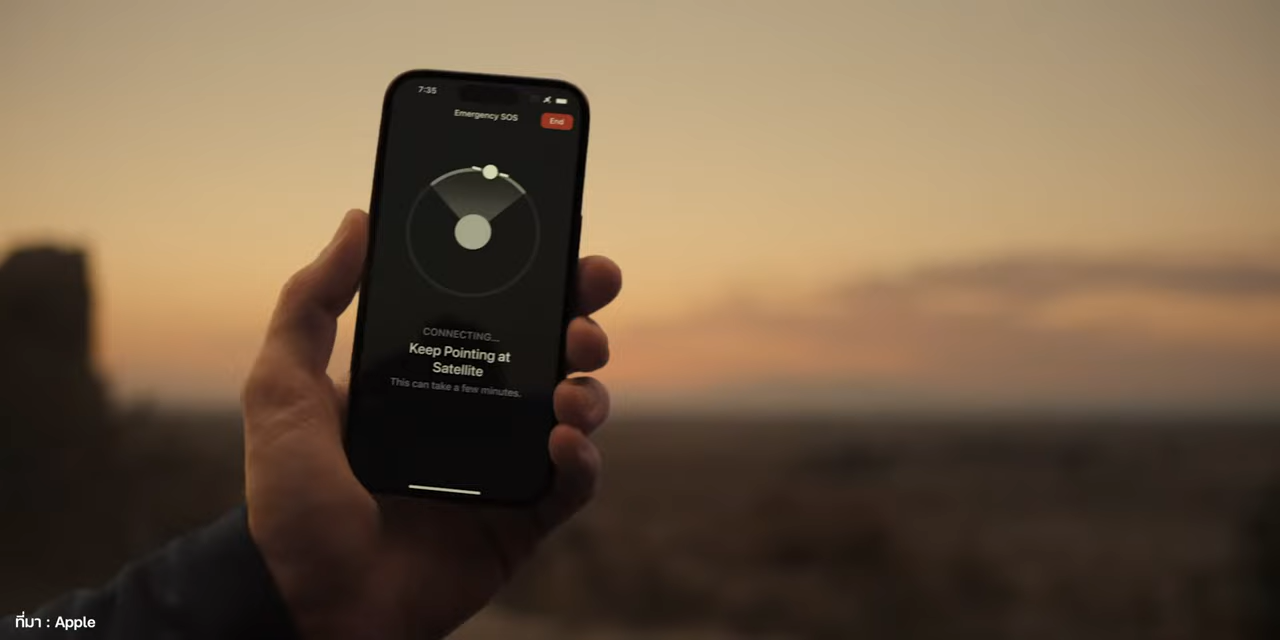 7:35
Emergency SOS
End
CONNECTING...
Keep Pointing at
Satellite
This can take a few minutes.
ที่มา : Apple